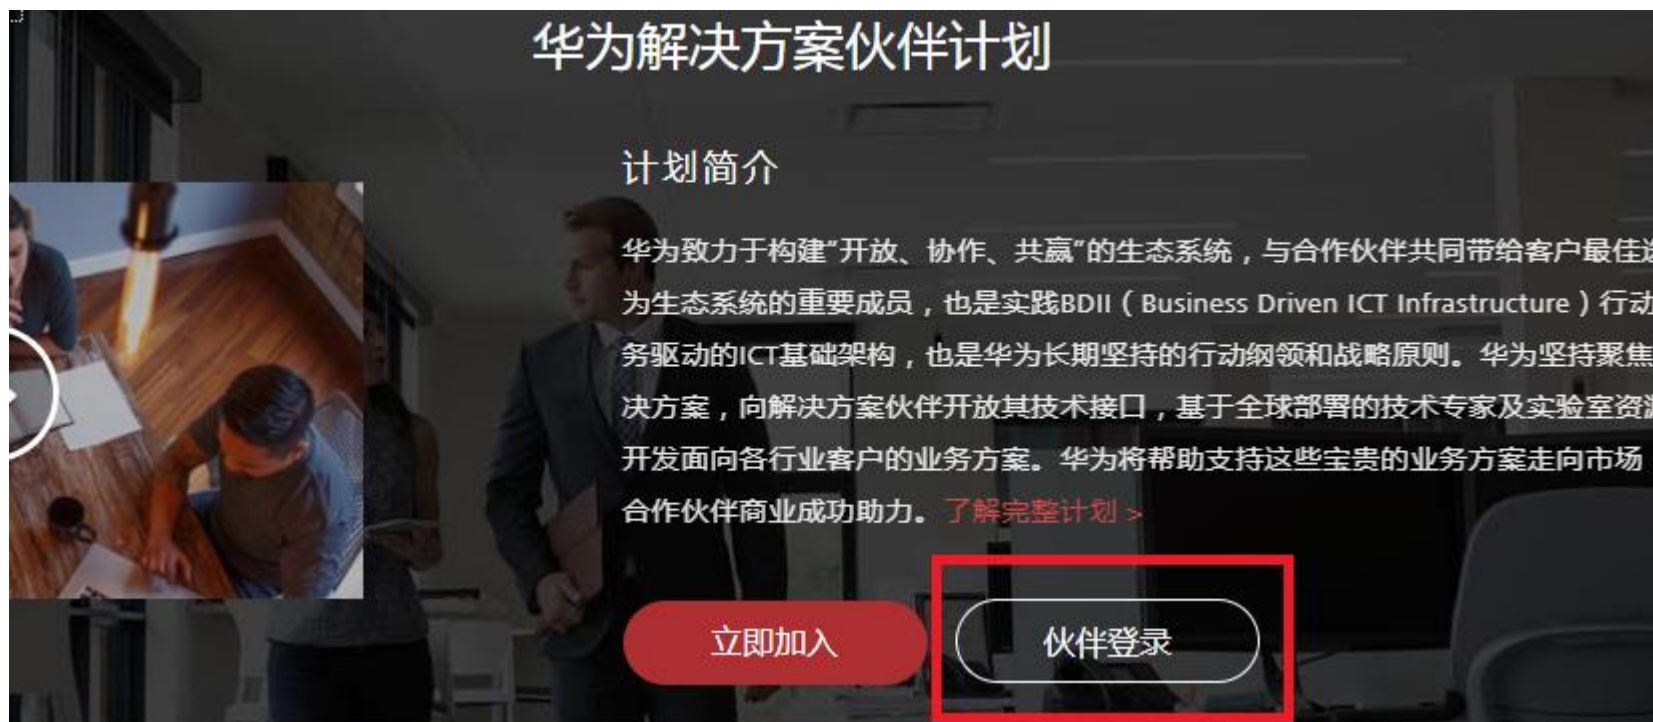 华为解决方案伙伴计划
计划简介
华为致力于构建“开放、协作、共赢”的生态系统，与合作伙伴共同带给客户最佳
为生态系统的重要成员，也是实践BDII（Business Driven ICT Infrastructure）行动
务驱动的ICT基础架构，也是华为长期坚持的行动纲领和战略原则。华为坚持聚焦
决方案，向解决方案伙伴开放其技术接口，基于全球部署的技术专家及实验室资
开发面向各行业客户的业务方案。华为将帮助支持这些宝贵的业务方案走向市场
合作伙伴商业成功助力。了解完整计划 >
立即加入 伙伴登录